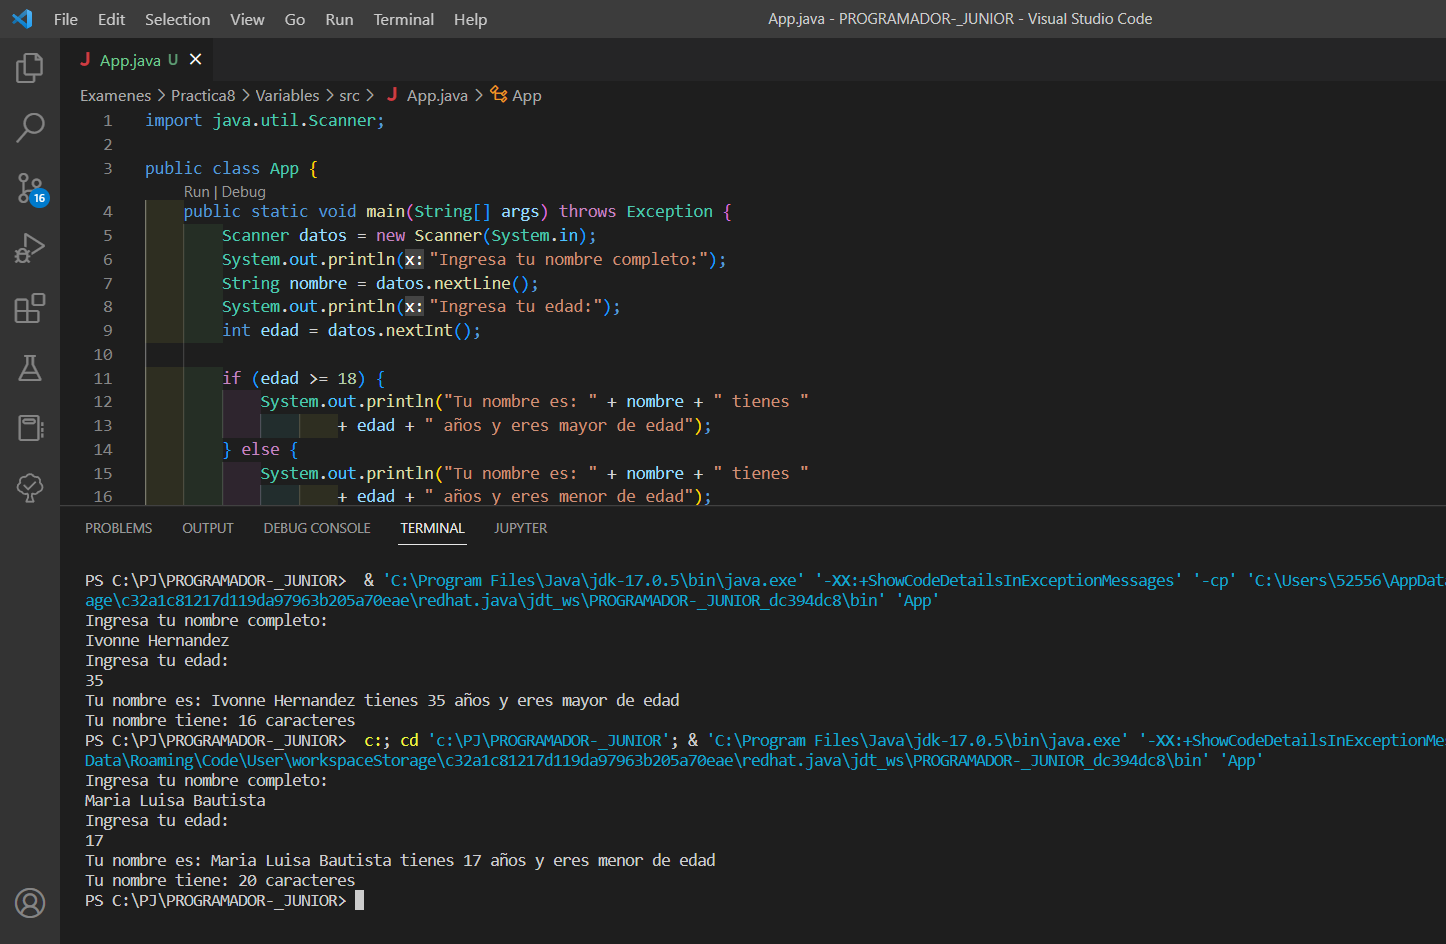 File Edit Selection View Go Run Terminal Help
App.java - PROGRAMADOR-_JUNIOR - Visual Studio Code
J App.java U
Examenes > Practica8 > Variables > src > J App.java > App
1 import java.util.Scanner;
2
3 public class App {
Run | Debug
4 public static void main(String[] args) throws Exception {
5 Scanner datos = new Scanner(System.in);
6 System.out.println(x: "Ingresa tu nombre completo:");
7 String nombre = datos.nextLine();
8 System.out.println(x: "Ingresa tu edad:");
9 int edad = datos.nextInt();
10
11 if (edad >= 18) {
12 System.out.println("Tu nombre es: " + nombre + " tienes "
13 + edad + " años y eres mayor de edad");
14 } else {
15 System.out.println("Tu nombre es: " + nombre + " tienes "
16 + edad + " años y eres menor de edad");
16
PROBLEMS OUTPUT DEBUG CONSOLE TERMINAL JUPYTER
PS C:\PJ\PROGRAMADOR-_JUNIOR>  & 'C:\Program Files\Java\jdk-17.0.5\bin\java.exe' '-XX:+ShowCodeDetailsInExceptionMessages' '-cp' 'C:\Users\52556\AppDat
age\c32a1c81217d119da97963b205a70eae\redhat.java\jdt_ws\PROGRAMADOR-_JUNIOR_dc394dc8\bin' 'App'
Ingresa tu nombre completo:
Ivonne Hernandez
Ingresa tu edad:
35
Tu nombre es: Ivonne Hernandez tienes 35 años y eres mayor de edad
Tu nombre tiene: 16 caracteres
PS C:\PJ\PROGRAMADOR-_JUNIOR>  c:; cd 'c:\PJ\PROGRAMADOR-_JUNIOR'; & 'C:\Program Files\Java\jdk-17.0.5\bin\java.exe' '-XX:+ShowCodeDetailsInExceptionMe
Data\Roaming\Code\User\workspaceStorage\c32a1c81217d119da97963b205a70eae\redhat.java\jdt_ws\PROGRAMADOR-_JUNIOR_dc394dc8\bin' 'App'
Ingresa tu nombre completo:
Maria Luisa Bautista
Ingresa tu edad:
17
Tu nombre es: Maria Luisa Bautista tienes 17 años y eres menor de edad
Tu nombre tiene: 20 caracteres
PS C:\PJ\PROGRAMADOR-_JUNIOR>